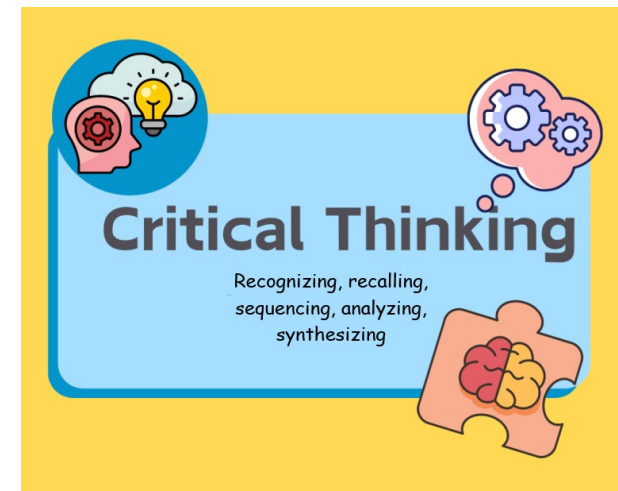 Critical Thinking
Recognizing, recalling,
sequencing, analyzing,
synthesizing